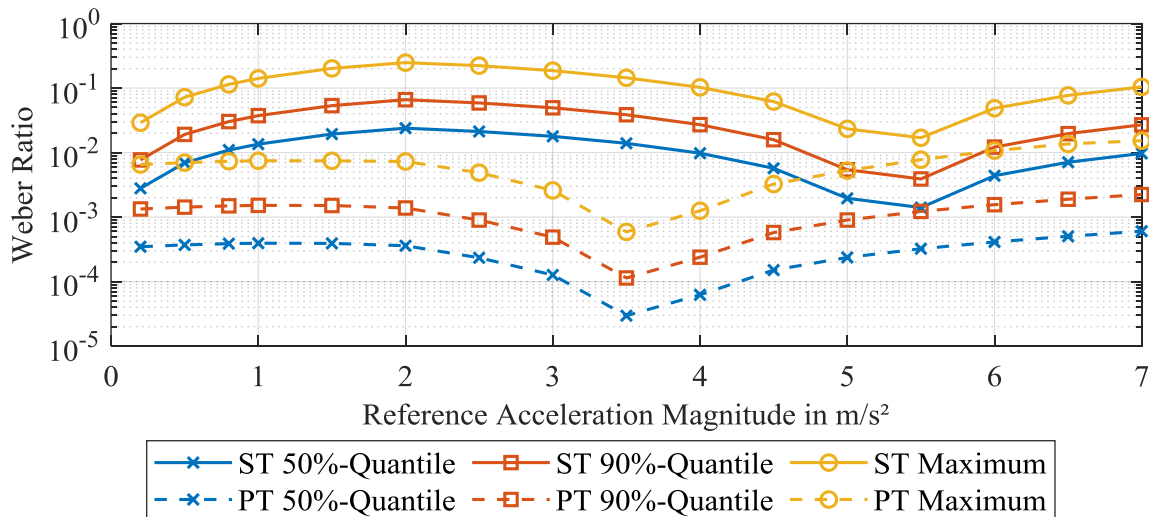 10^0
10^-1
10^-2
10^-3
10^-4
10^-5
Weber Ratio
0 1 2 3 4 5 6 7
Reference Acceleration Magnitude in m/s²
ST 50%-Quantile ST 90%-Quantile ST Maximum
PT 50%-Quantile PT 90%-Quantile PT Maximum